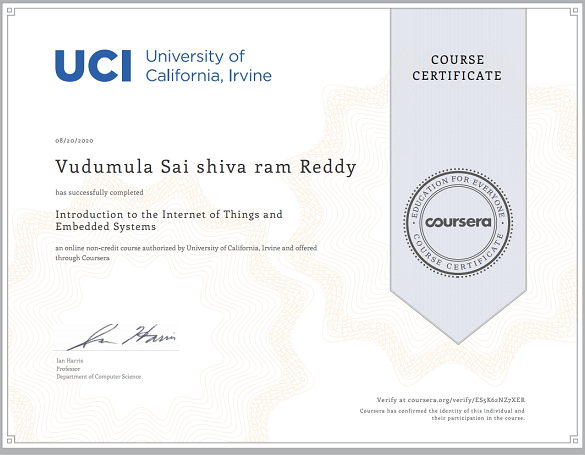 UCI University of
California, Irvine
COURSE
CERTIFICATE
08/20/2020
Vudumula Sai shiva ram Reddy
has successfully completed
Introduction to the Internet of Things and
Embedded Systems
an online non-credit course authorized by University of California, Irvine and offered
through Coursera
EDUCATION FOR EVERYONE
coursera
COURSE CERTIFICATE
Ian Harris
Ian Harris
Professor
Department of Computer Science
Verify at coursera.org/verify/ES5K62NZ7XER
Coursera has confirmed the identity of this individual and
their participation in the course.